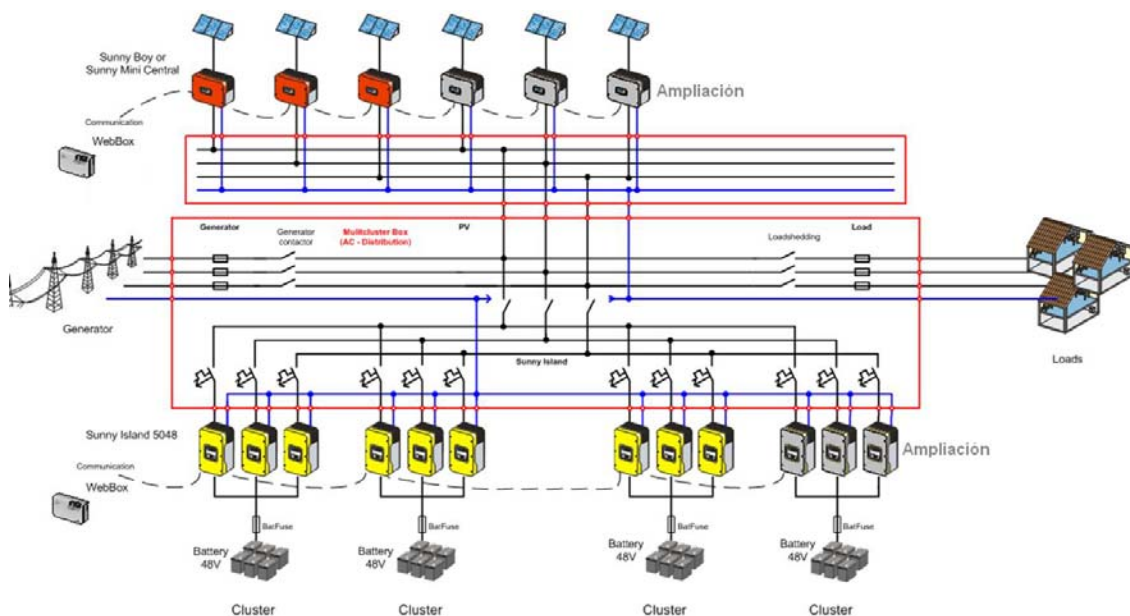 Sunny Boy or
Sunny Mini Central
Ampliación
Communication
WebBox
Generator
Generator
contactor
Mulitcluster Box
(AC - Distribution)
PV
Loadshedding
Load
Generator
Loads
Sunny Island
Sunny Island 5048
Ampliación
Communication
WebBox
BatFuse
BatFuse
BatFuse
BatFuse
Battery
48V
Battery
48V
Battery
48V
Battery
48V
Cluster
Cluster
Cluster
Cluster